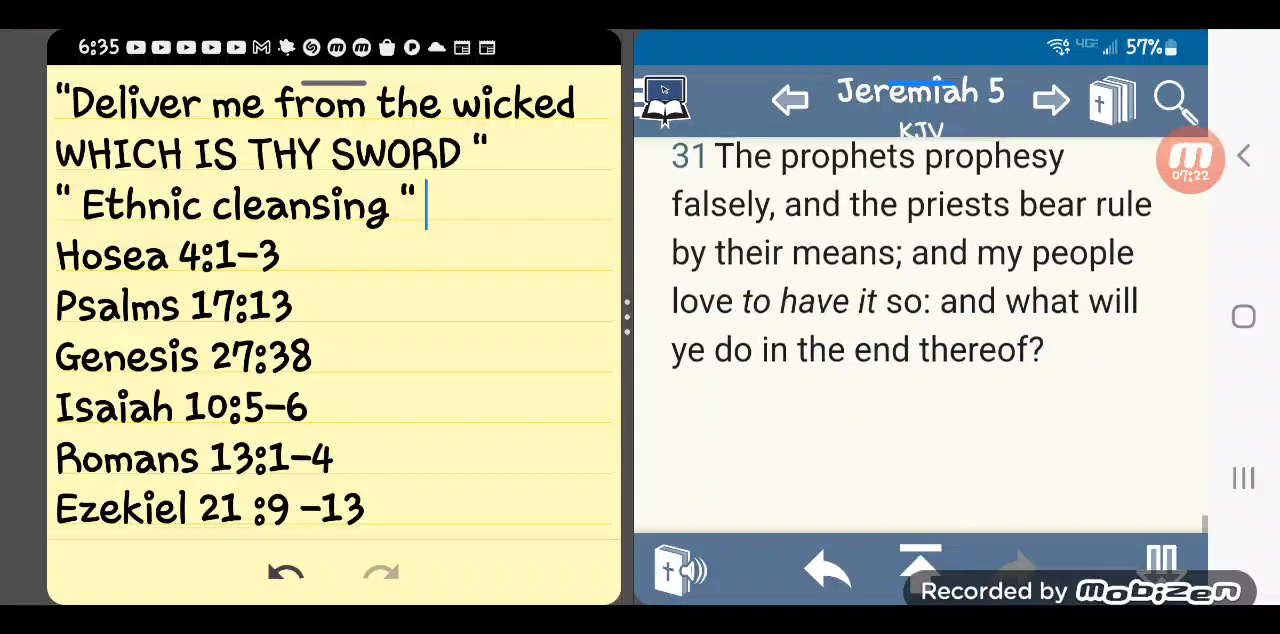 6:35
"Deliver me from the wicked
WHICH IS THY SWORD "
" Ethnic cleansing "
Hosea 4:1-3
Psalms 17:13
Genesis 27:38
Isaiah 10:5-6
Romans 13:1-4
Ezekiel 21 :9 -13
4GE 57%
Jeremiah 5
KJV
07:22
31 The prophets prophesy
falsely, and the priests bear rule
by their means; and my people
love to have it so: and what will
ye do in the end thereof?
Recorded by Mobizen